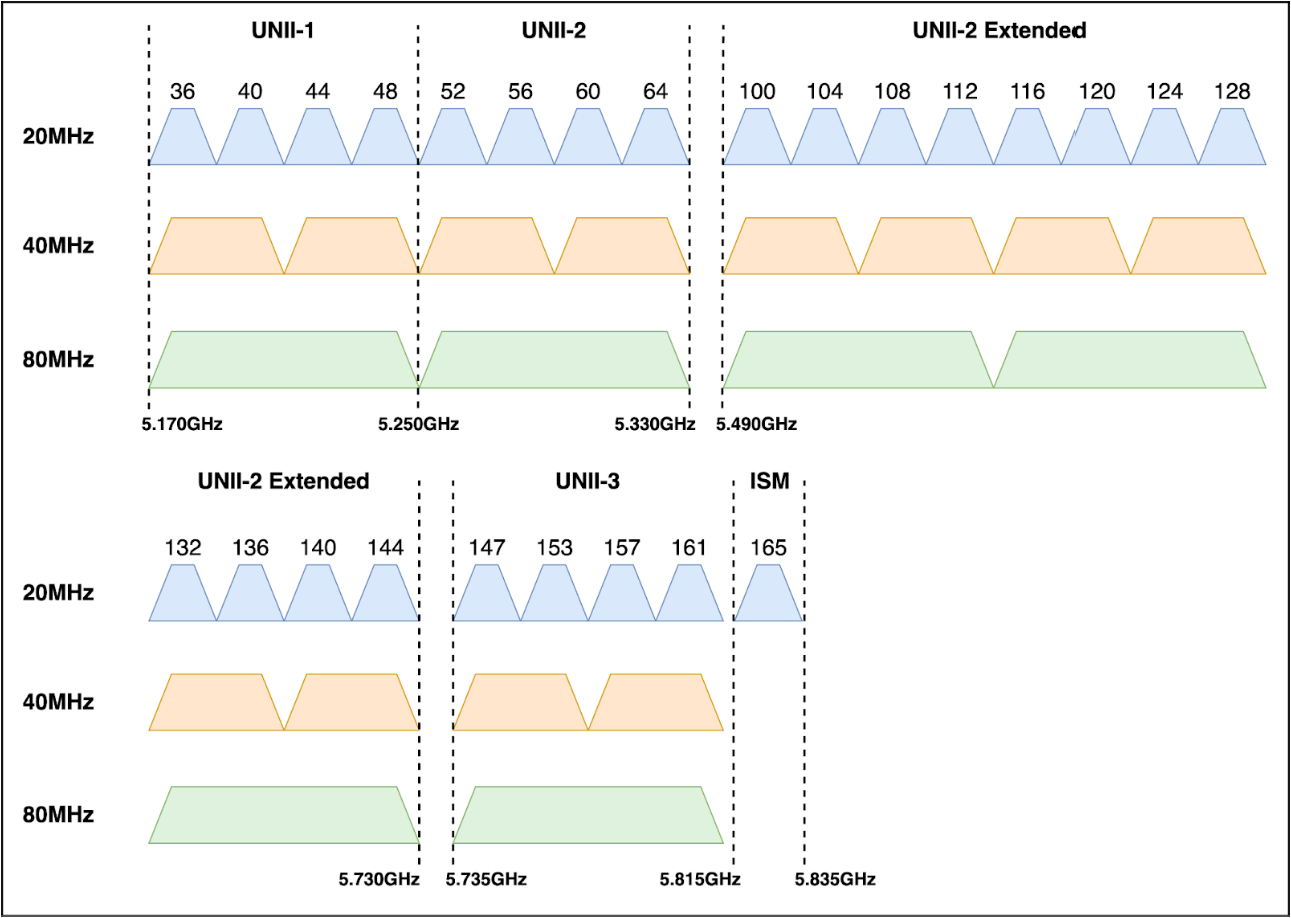 UNII-1 UNII-2 UNII-2 Extended
36 40 44 48 52 56 60 64 100 104 108 112 116 120 124 128
20MHz
40MHz
80MHz
5.170GHz 5.250GHz 5.330GHz 5.490GHz
UNII-2 Extended UNII-3 ISM
132 136 140 144 147 153 157 161 165
20MHz
40MHz
80MHz
5.730GHz 5.735GHz 5.815GHz 5.835GHz